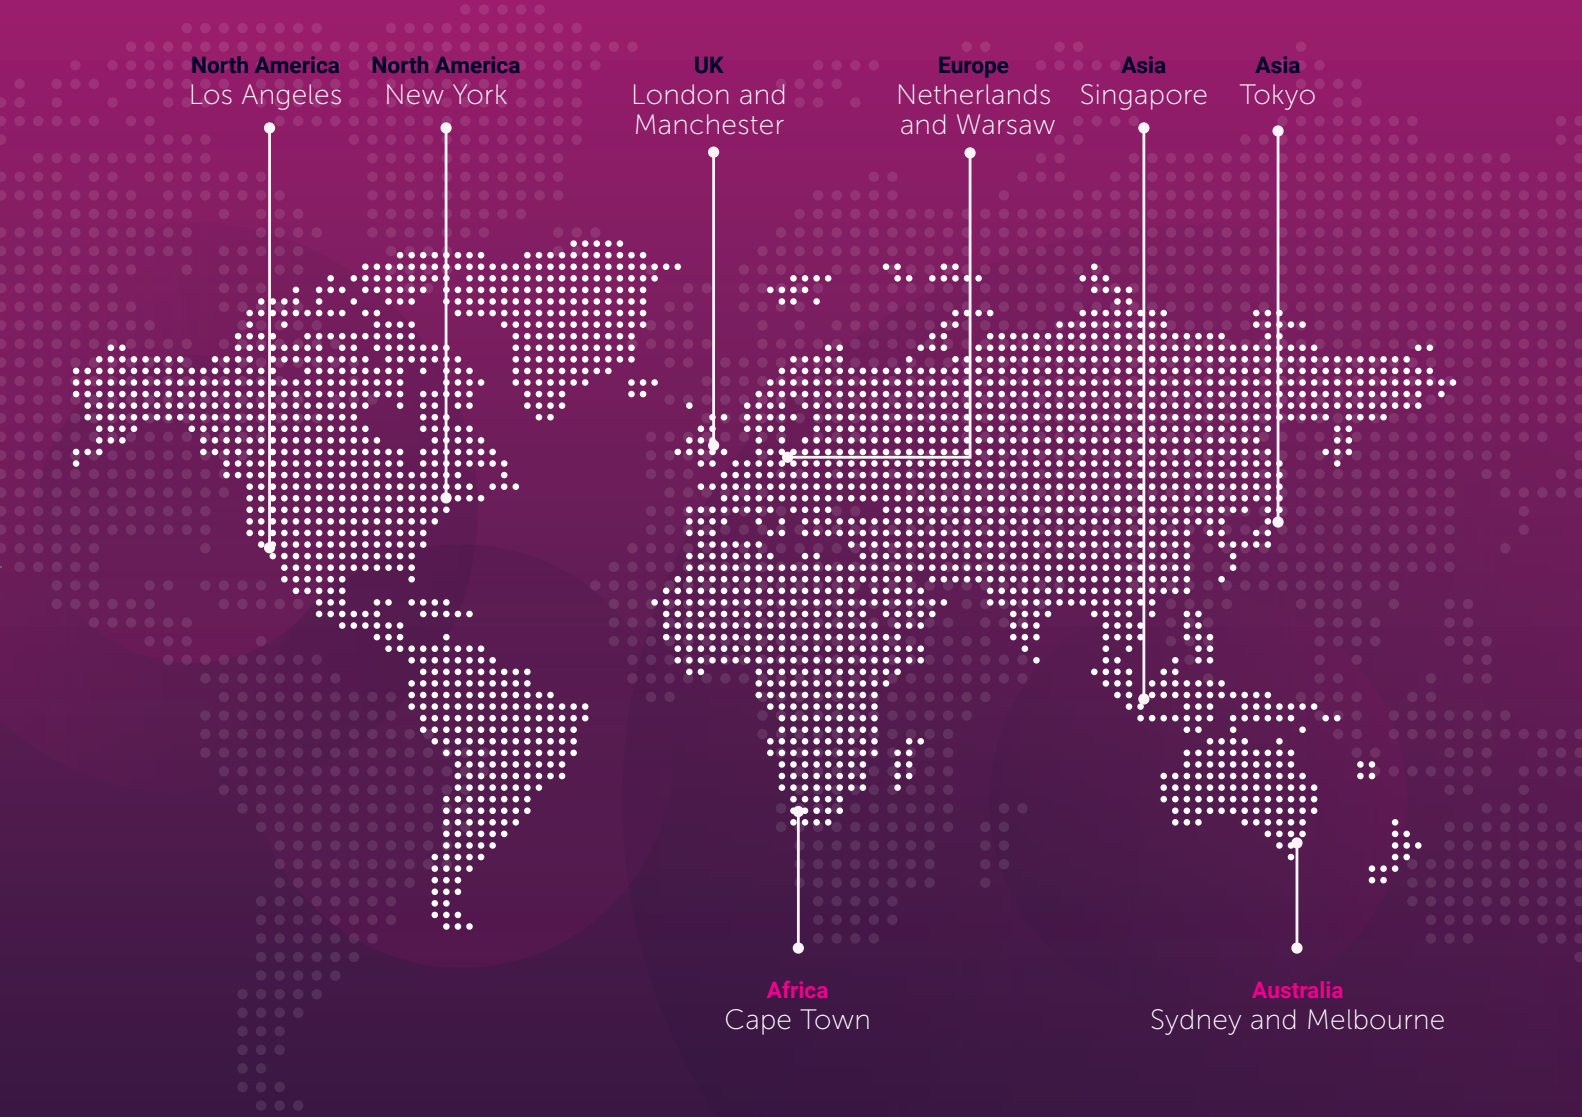 North America
Los Angeles
North America
New York
UK
London and
Manchester
Europe
Netherlands
and Warsaw
Asia
Singapore
Asia
Tokyo
Africa
Cape Town
Australia
Sydney and Melbourne